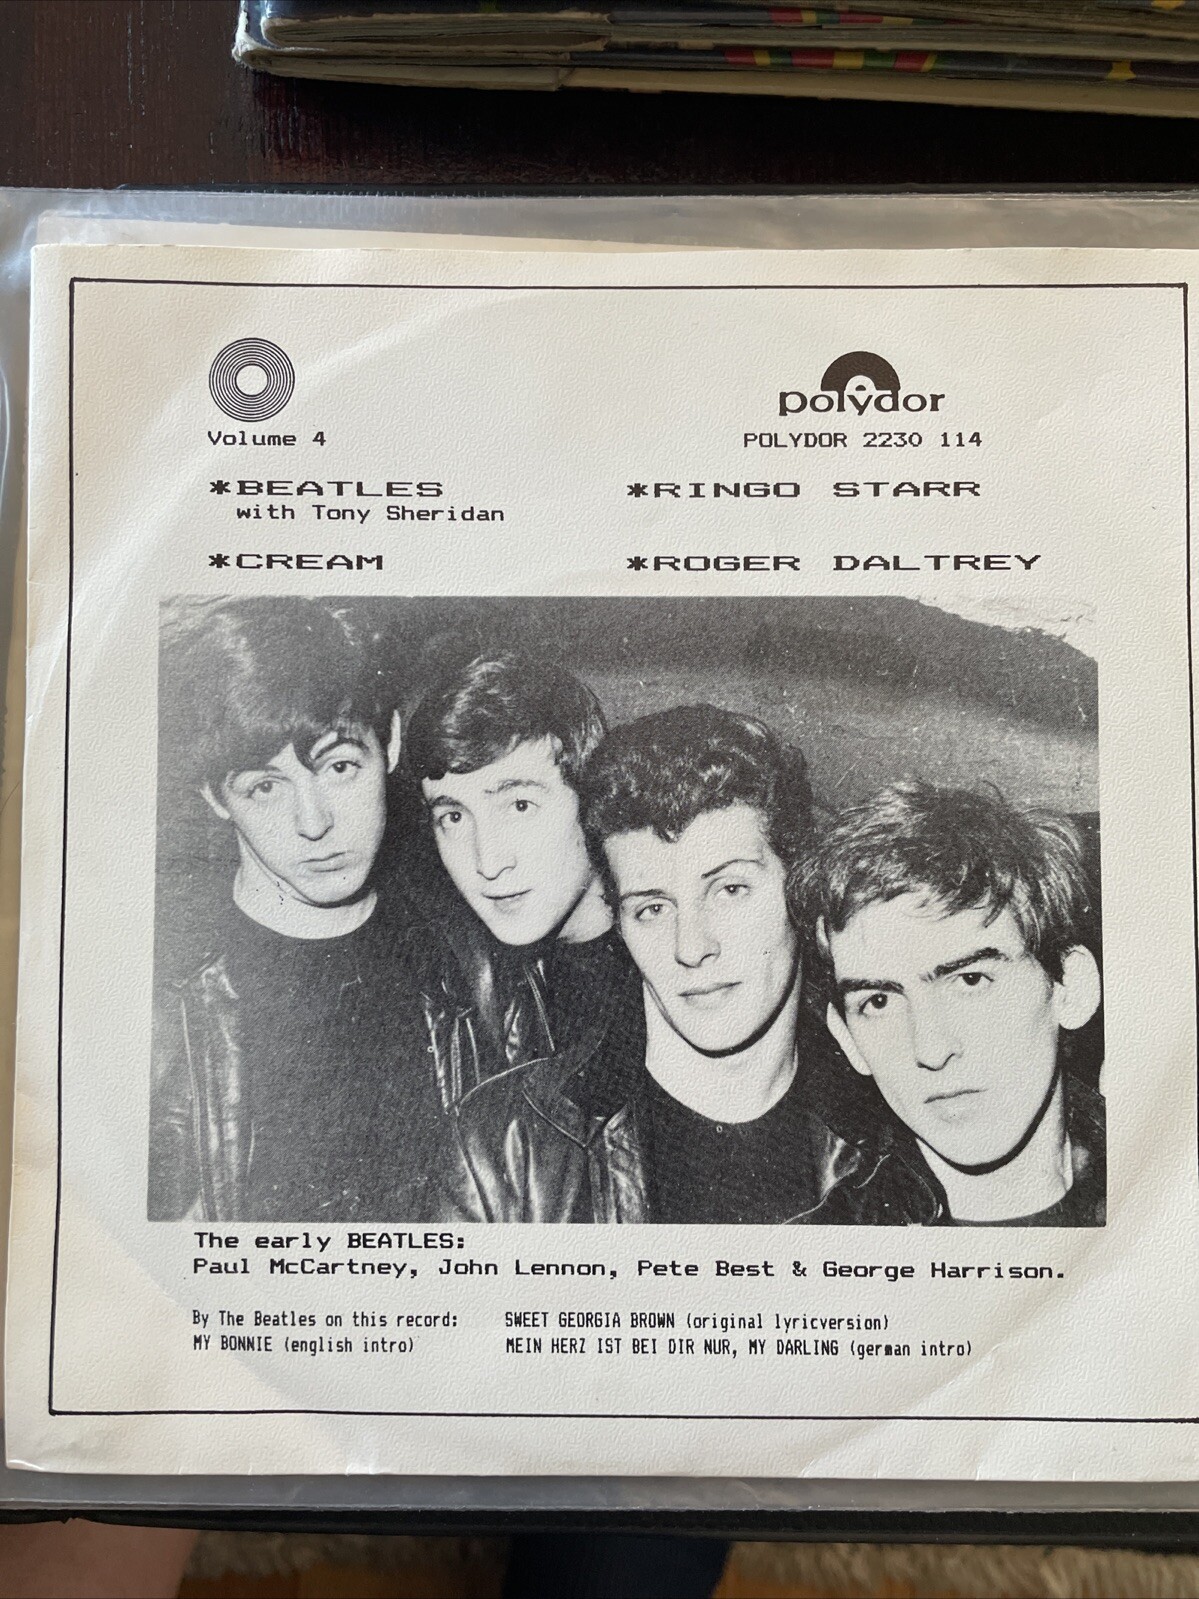 Volume 4
polydor
POLYDOR 2230 114
*BEATLES
with Tony Sheridan
*RINGO STARR
*CREAM
*ROGER DALTREY
The early BEATLES:
Paul McCartney, John Lennon, Pete Best & George Harrison.
By The Beatles on this record: SWEET GEORGIA BROWN (original lyricversion)
MY BONNIE (english intro) MEIN HERZ IST BEI DIR NUR, MY DARLING (german intro)